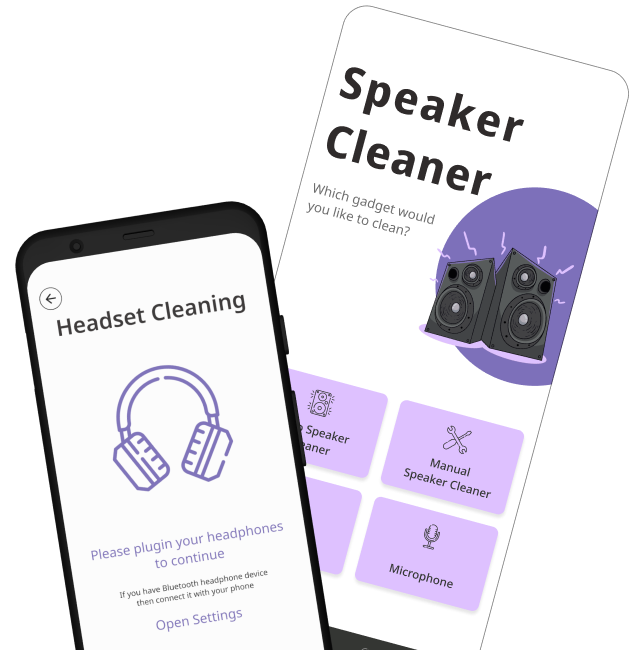 Speaker
Cleaner
Which gadget would
you like to clean?
Speaker
Manual
Speaker Cleaner
Microphone
Headset Cleaning
Please plugin your headphones
to continue
If you have Bluetooth headphone device
then connect it with your phone
Open Settings